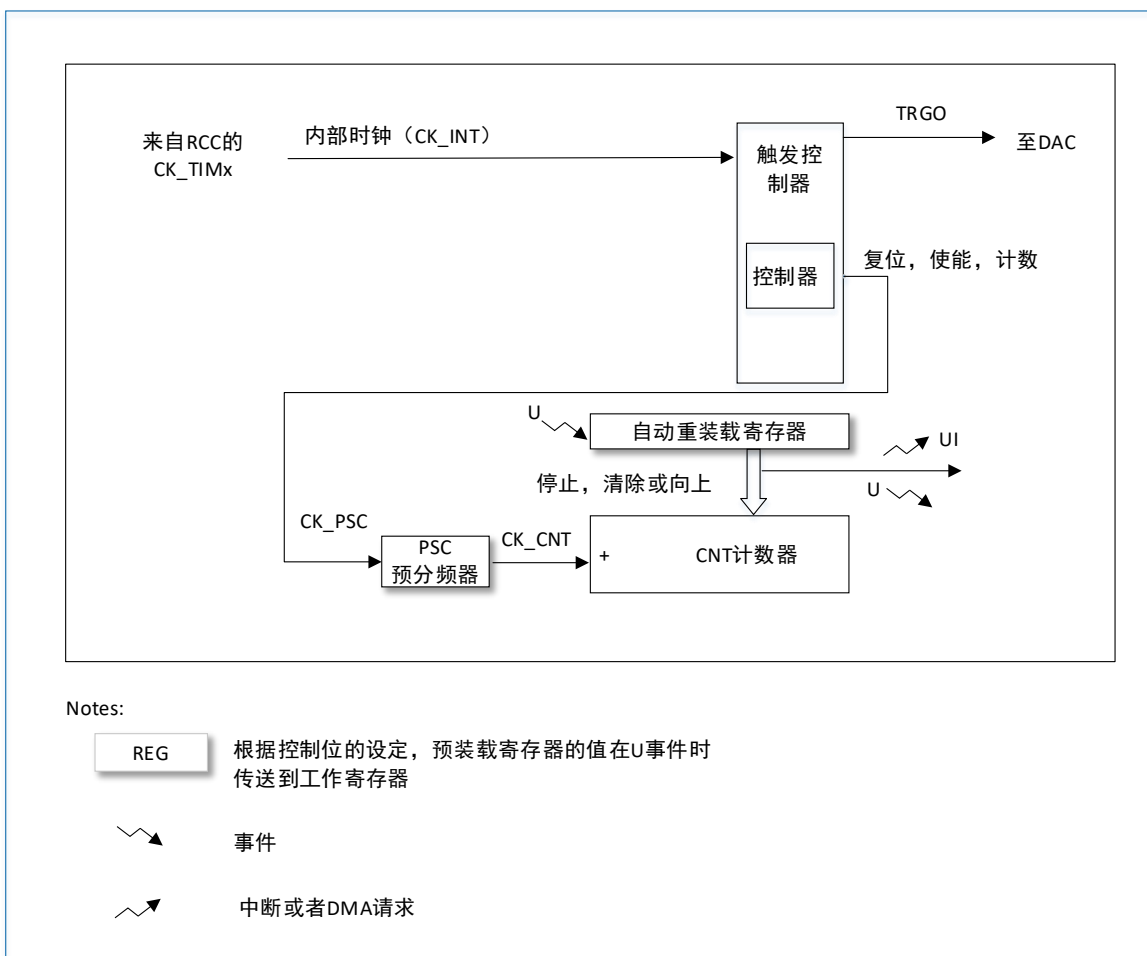 来自RCC的
CK_TIMx
内部时钟（CK_INT）
TRGO
至DAC
触发控
制器
控制器
复位，使能，计数
U
自动重装载寄存器
UI
停止，清除或向上
U
CK_PSC
PSC
预分频器
CK_CNT
+
CNT计数器
Notes:
REG
根据控制位的设定，预装载寄存器的值在U事件时
传送到工作寄存器
事件
中断或者DMA请求